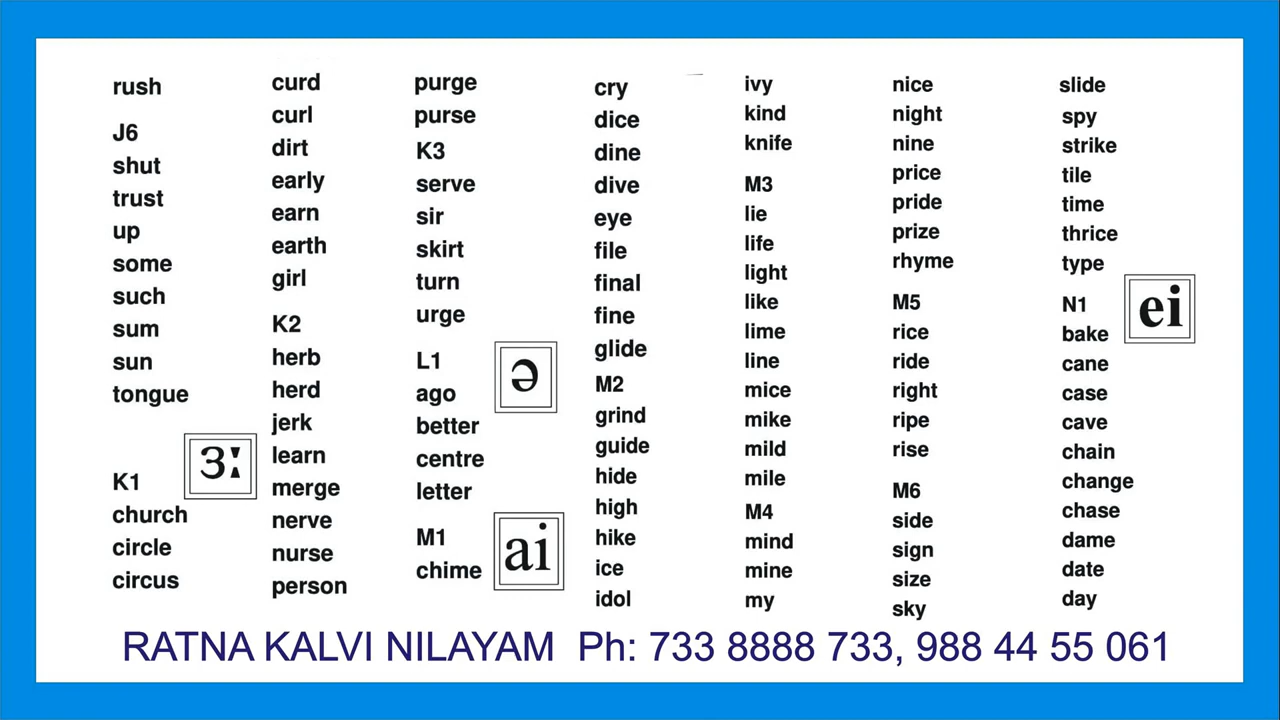 rush
J6
shut
trust
up
some
such
sum
sun
tongue
ɜː
K1
church
circle
circus
curd
curl
dirt
early
earn
earth
girl
K2
herb
herd
jerk
learn
merge
nerve
nurse
person
purge
purse
K3
serve
sir
skirt
turn
urge
L1
ə
ago
better
centre
letter
M1
ai
chime
cry
dice
dine
dive
eye
file
final
fine
glide
M2
grind
guide
hide
high
hike
ice
idol
ivy
kind
knife
M3
lie
life
light
like
lime
line
mice
mike
mild
mile
M4
mind
mine
my
nice
night
nine
price
pride
prize
rhyme
M5
rice
ride
right
ripe
rise
M6
side
sign
size
sky
slide
spy
strike
tile
time
thrice
type
N1
ei
bake
cane
case
cave
chain
change
chase
dame
date
day
RATNA KALVI NILAYAM Ph: 733 8888 733, 988 44 55 061